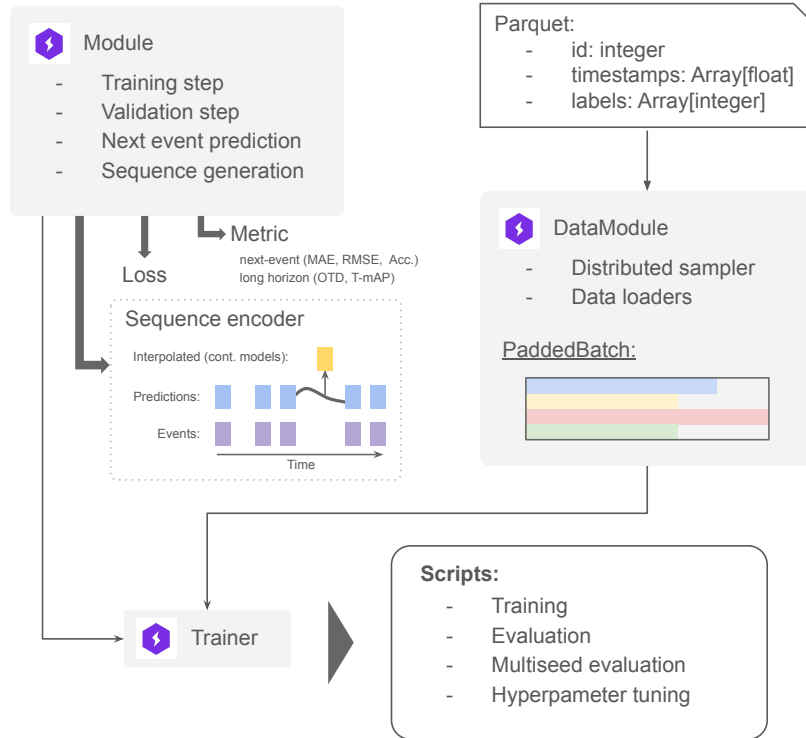 Module
- Training step
- Validation step
- Next event prediction
- Sequence generation
Metric
next-event (MAE, RMSE, Acc.)
long horizon (OTD, T-mAP)
Loss
Sequence encoder
Interpolated (cont. models):
Predictions:
Events:
Time
Parquet:
- id: integer
- timestamps: Array[float]
- labels: Array[integer]
DataModule
- Distributed sampler
- Data loaders
PaddedBatch:
Trainer
Scripts:
- Training
- Evaluation
- Multiseed evaluation
- Hyperpameter tuning